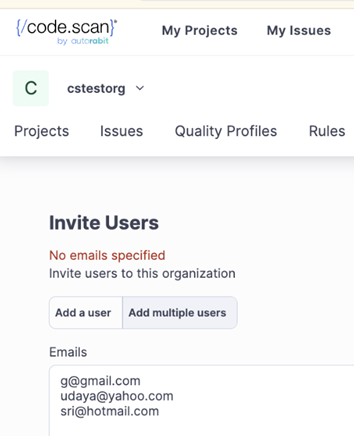 {/code.scan}*
by autorabit
My Projects My Issues
C cstestorg
Projects Issues Quality Profiles Rules
Invite Users
No emails specified
Invite users to this organization
Add a user Add multiple users
Emails
g@gmail.com
udaya@yahoo.com
sri@hotmail.com